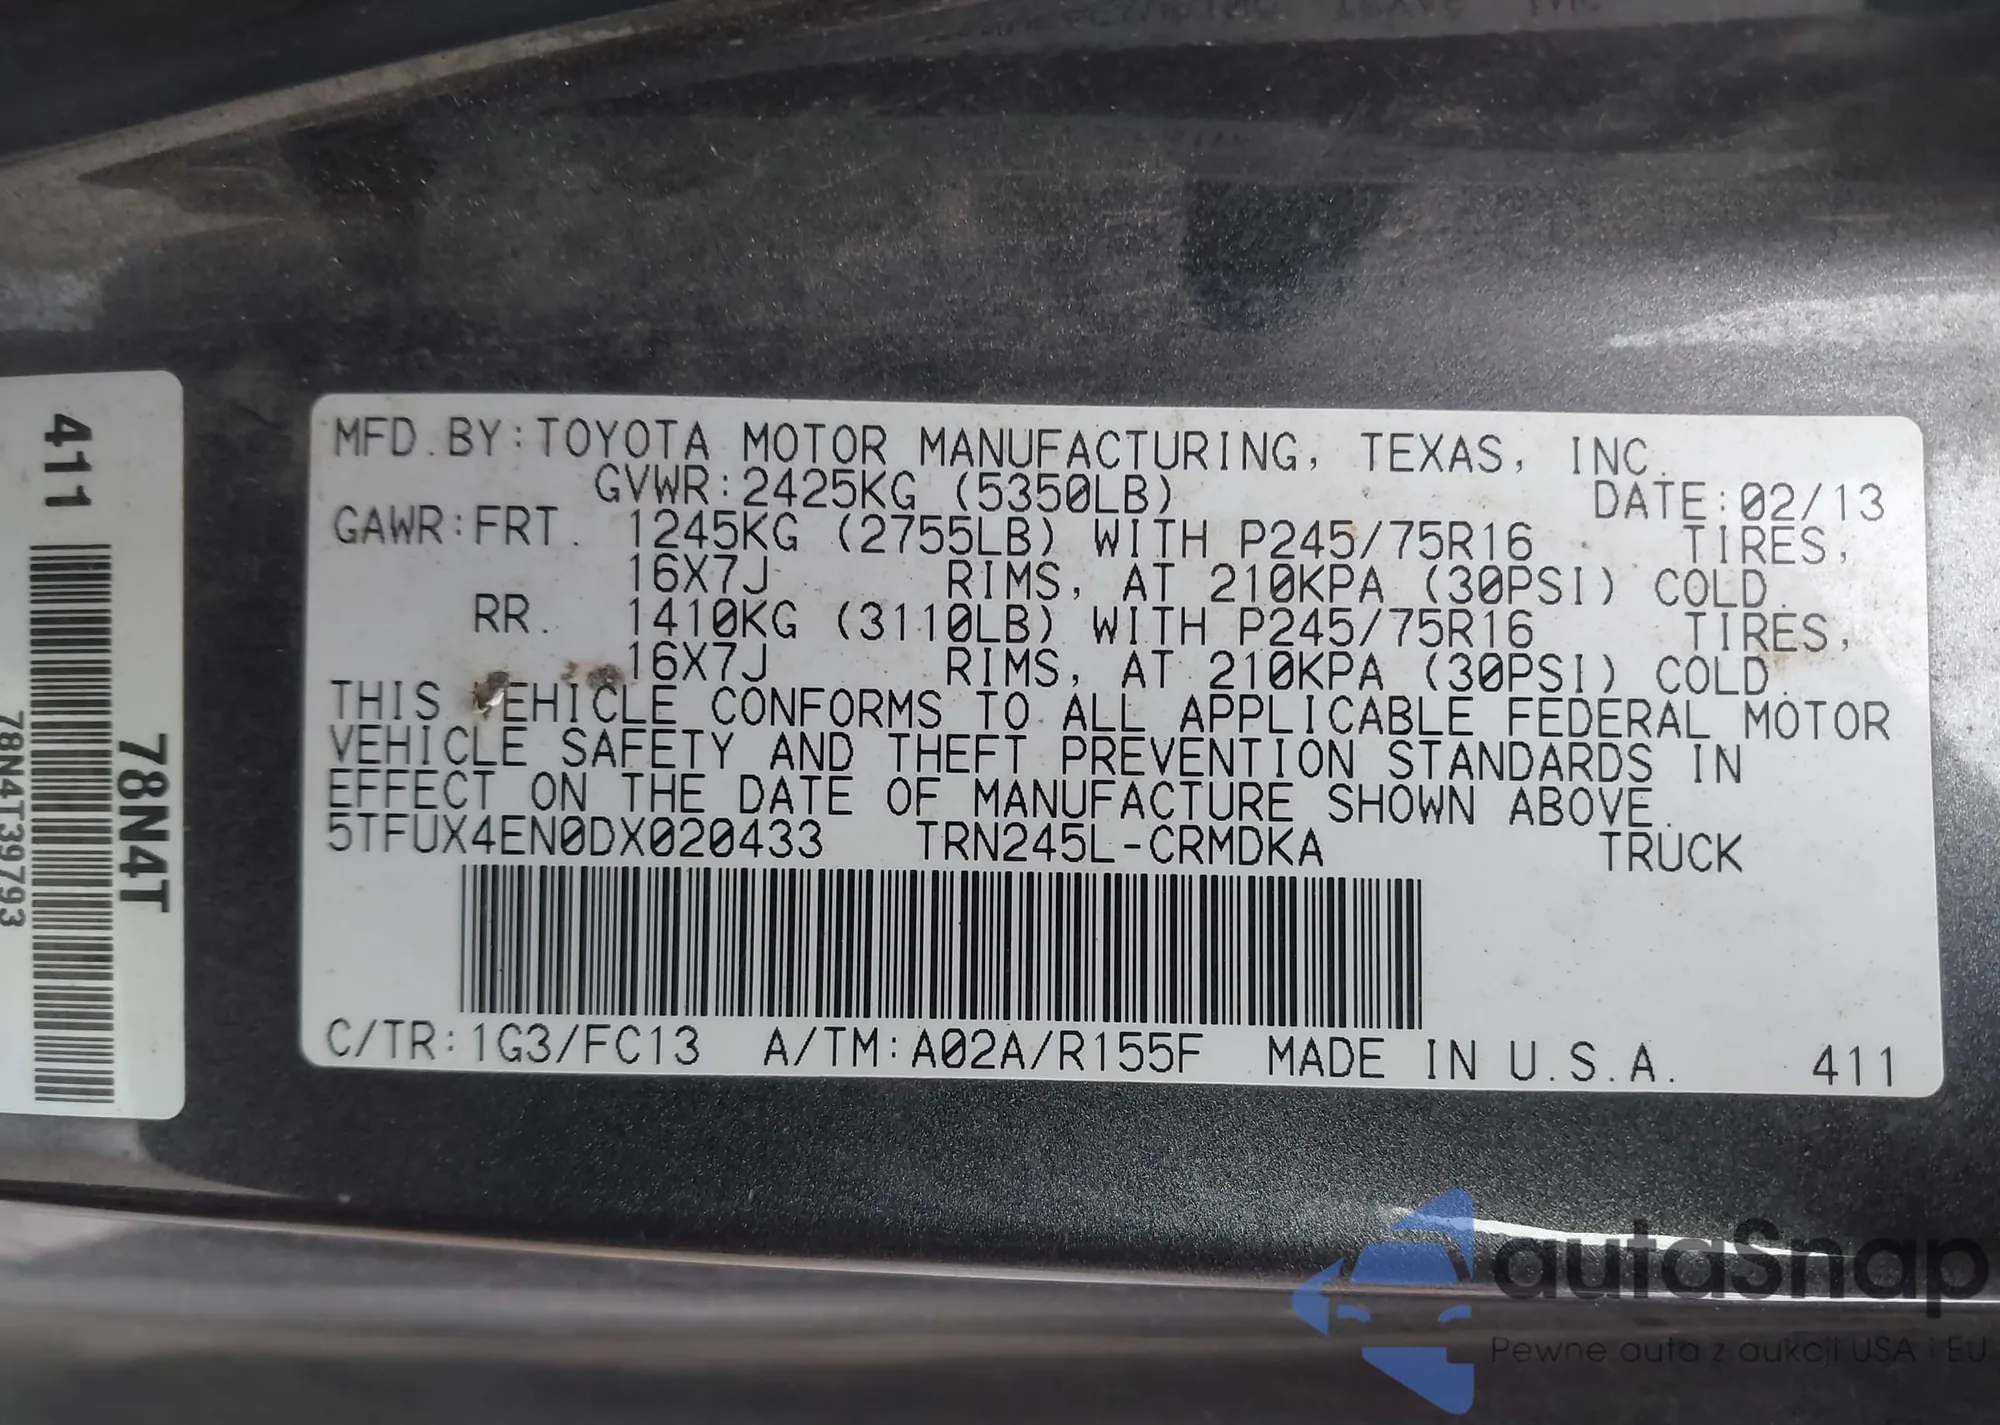 MFD.BY:TOYOTA MOTOR MANUFACTURING, TEXAS, INC.
GVWR:2425KG (5350LB) DATE:02/13
GAWR:FRT. 1245KG (2755LB) WITH P245/75R16 TIRES,
16X7J RIMS, AT 210KPA (30PSI) COLD.
RR. 1410KG (3110LB) WITH P245/75R16 TIRES,
16X7J RIMS, AT 210KPA (30PSI) COLD.
THIS VEHICLE CONFORMS TO ALL APPLICABLE FEDERAL MOTOR
VEHICLE SAFETY AND THEFT PREVENTION STANDARDS IN
EFFECT ON THE DATE OF MANUFACTURE SHOWN ABOVE.
5TFUX4EN0DX020433 TRN245L-CRMDKA TRUCK
C/TR:1G3/FC13 A/TM:A02A/R155F MADE IN U.S.A. 411
411
78N4T
78N4T39793
autaSnap
Pewne auta z aukcji USA i EU